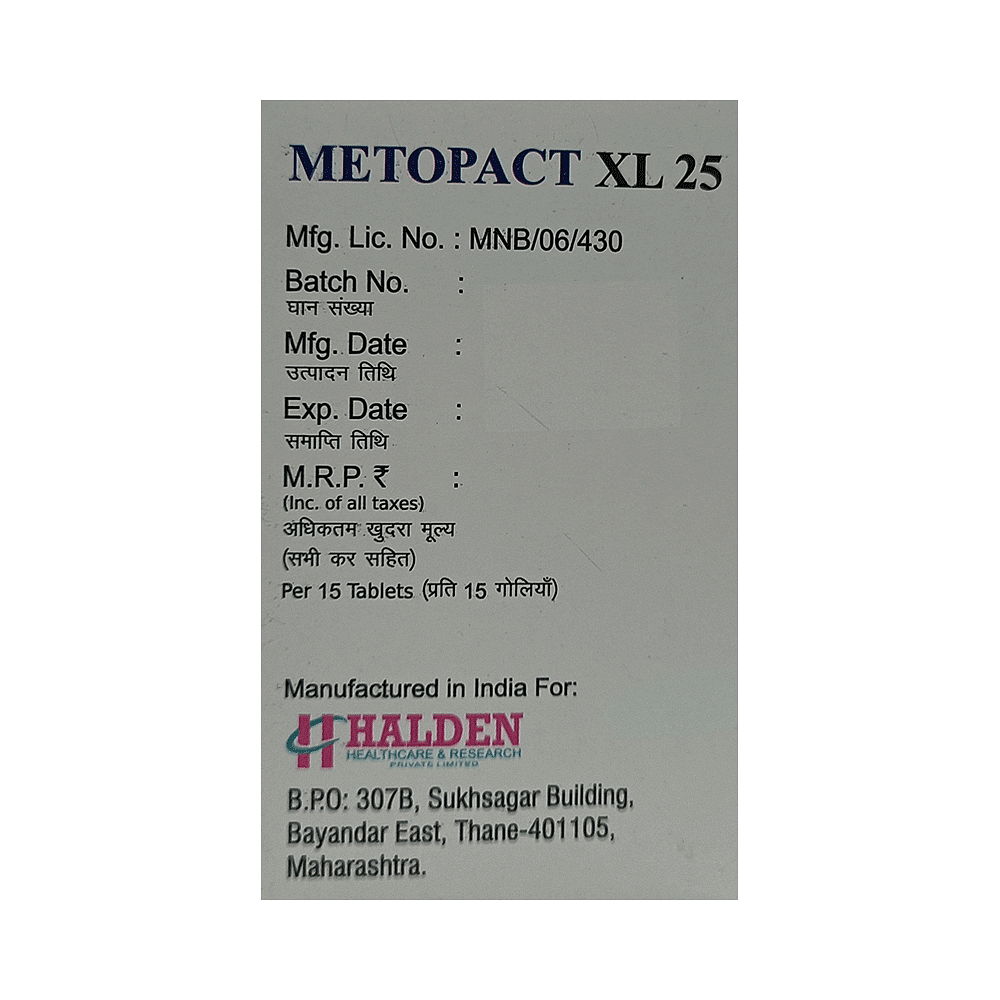 METOPACT XL 25
Mfg. Lic. No. : MNB/06/430
Batch No. :
घान संख्या
Mfg. Date :
उत्पादन तिथि
Exp. Date :
समाप्ति तिथि
M.R.P. ₹ :
(Inc. of all taxes)
अधिकतम खुदरा मूल्य
(सभी कर सहित)
Per 15 Tablets (प्रति 15 गोलियाँ)
Manufactured in India For:
HALDEN
HEALTHCARE & RESEARCH
PRIVATE LIMITED
B.P.O: 307B, Sukhsagar Building,
Bayandar East, Thane-401105,
Maharashtra.